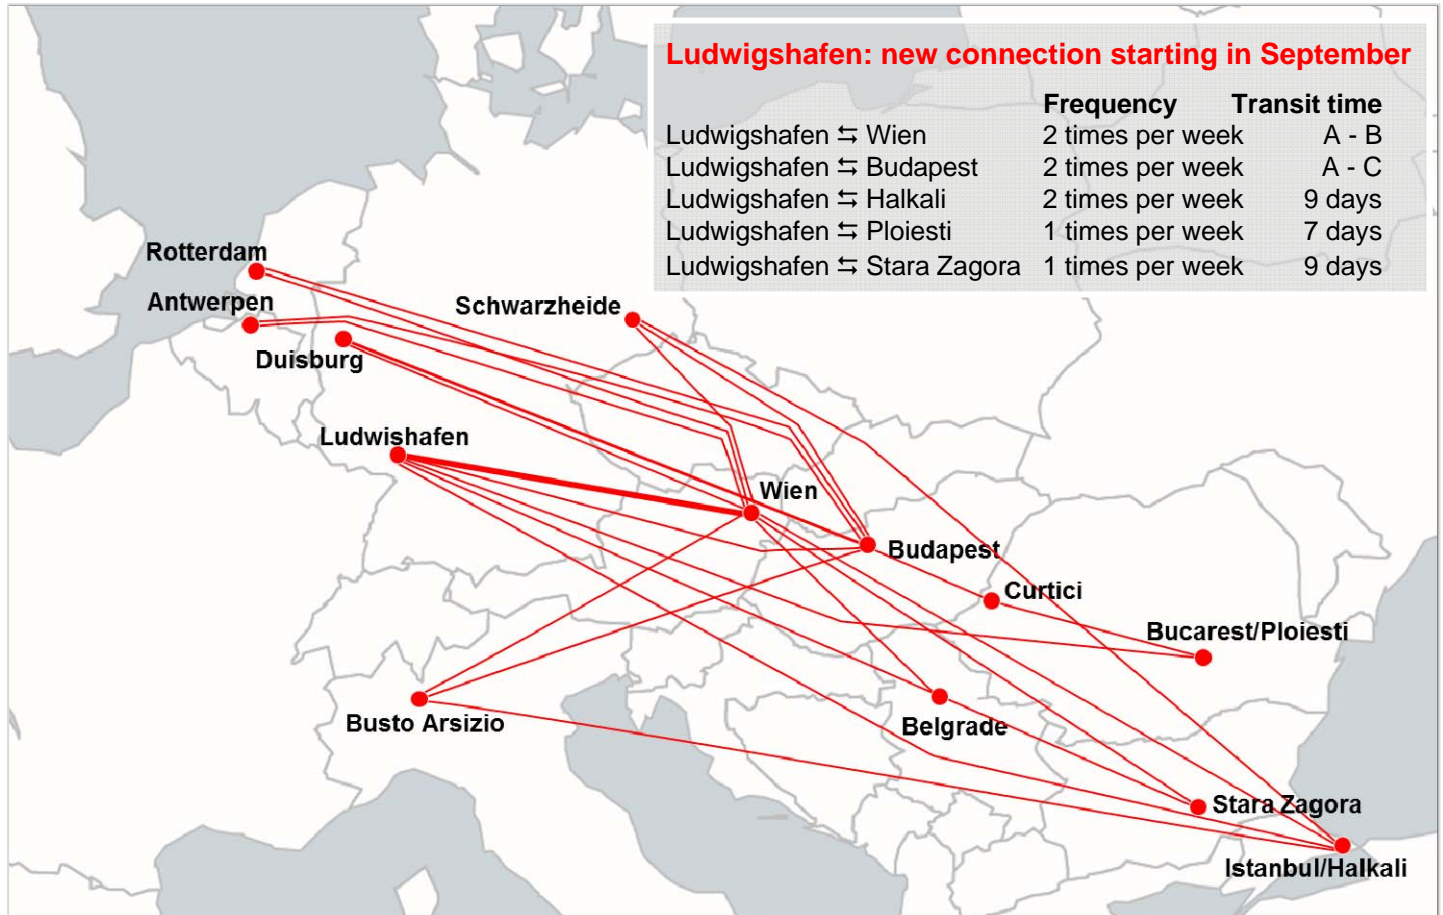 Ludwigshafen: new connection starting in September
Frequency Transit time
Ludwigshafen ⇆ Wien 2 times per week A - B
Ludwigshafen ⇆ Budapest 2 times per week A - C
Ludwigshafen ⇆ Halkali 2 times per week 9 days
Ludwigshafen ⇆ Ploiesti 1 times per week 7 days
Ludwigshafen ⇆ Stara Zagora 1 times per week 9 days
Rotterdam
Antwerpen
Schwarzheide
Duisburg
Ludwishafen
Wien
Budapest
Curtici
Bucarest/Ploiesti
Busto Arsizio
Belgrade
Stara Zagora
Istanbul/Halkali